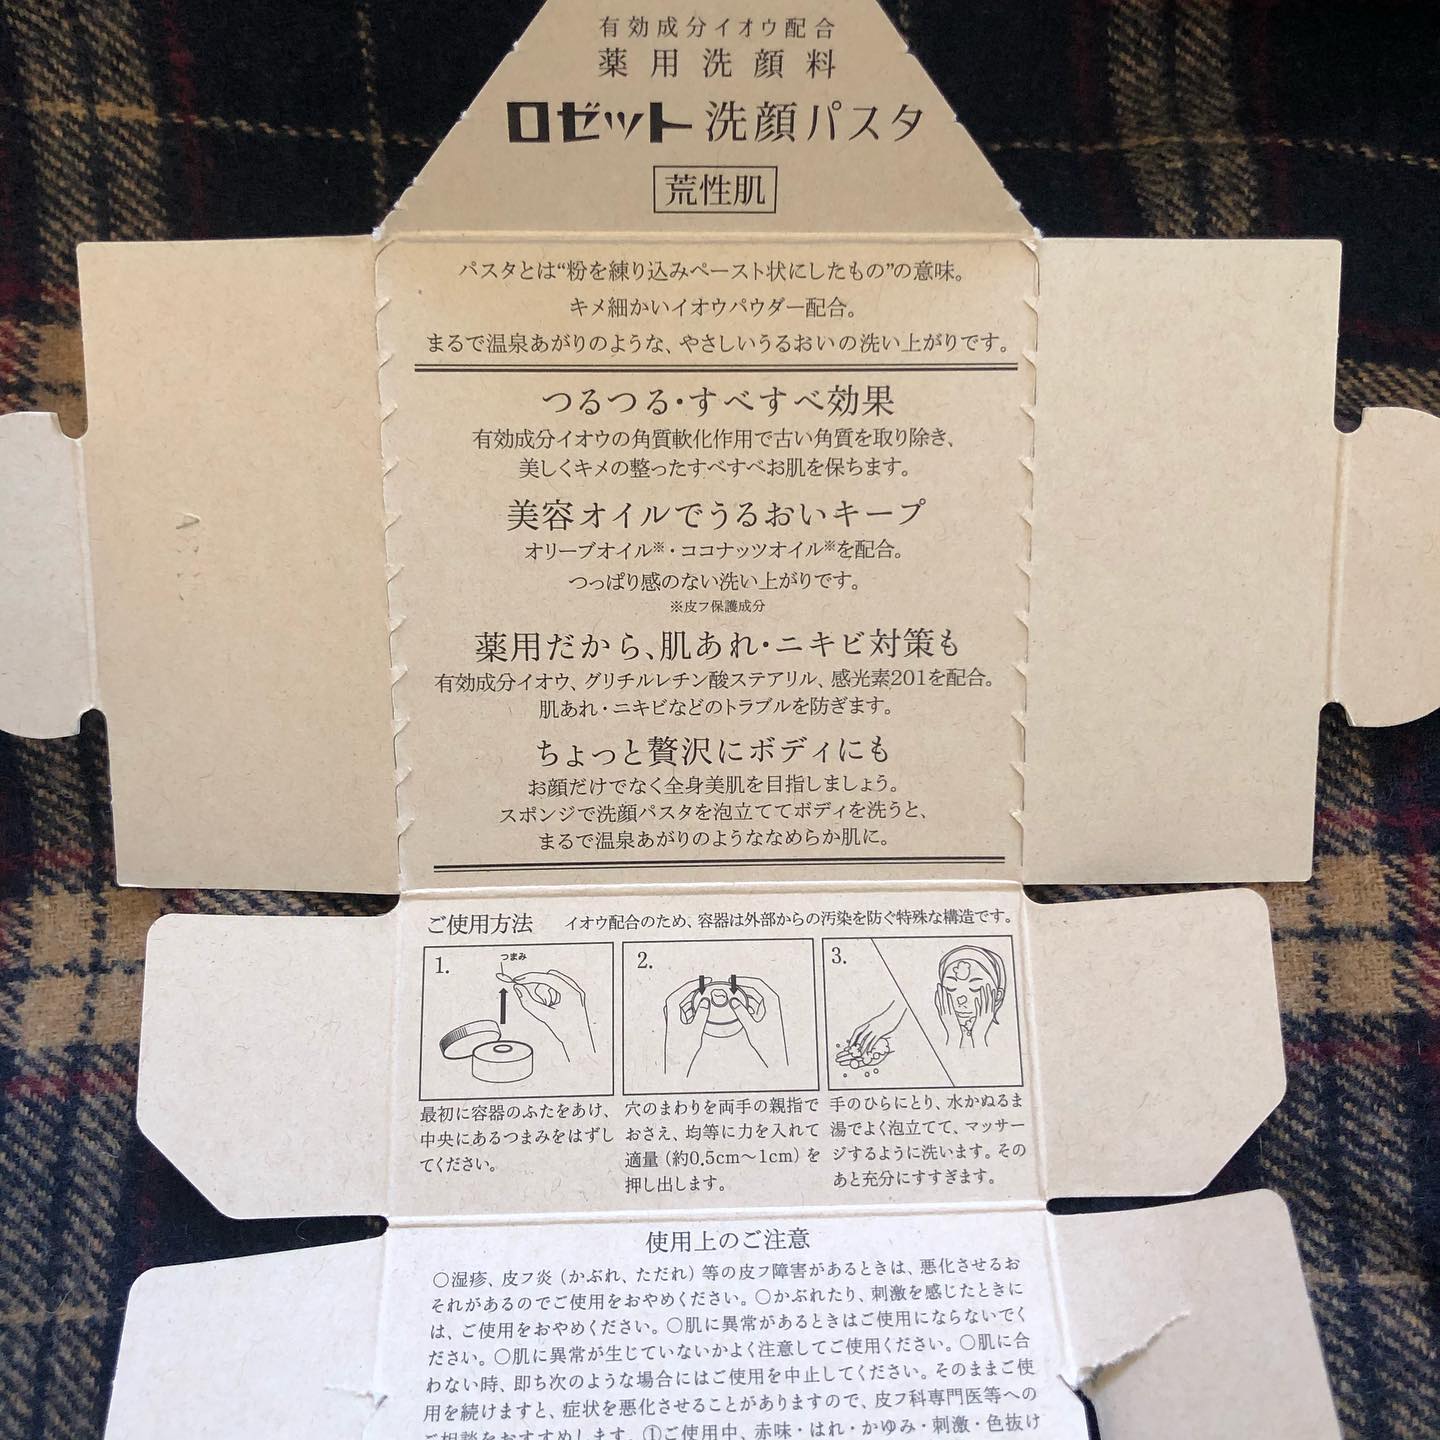 有効成分イオウ配合
薬用洗顔料
ロゼット 洗顔パスタ
荒性肌
パスタとは“粉を練り込みペースト状にしたもの”の意味。
キメ細かいイオウパウダー配合。
まるで温泉あがりのような、やさしいうるおいの洗い上がりです。
つるつる・すべすべ効果
有効成分イオウの角質軟化作用で古い角質を取り除き、
美しくキメの整ったすべすべお肌を保ちます。
美容オイルでうるおいキープ
オリーブオイル※・ココナッツオイル※を配合。
つっぱり感のない洗い上がりです。
※皮フ保護成分
薬用だから、肌あれ・ニキビ対策も
有効成分イオウ、グリチルレチン酸ステアリル、感光素201を配合。
肌あれ・ニキビなどのトラブルを防ぎます。
ちょっと贅沢にボディにも
お顔だけでなく全身美肌を目指しましょう。
スポンジで洗顔パスタを泡立ててボディを洗うと、
まるで温泉あがりのようななめらか肌に。
ご使用方法 イオウ配合のため、容器は外部からの汚染を防ぐ特殊な構造です。
1.
つまみ
最初に容器のふたをあけ、
中央にあるつまみをはずし
てください。
2.
穴のまわりを両手の親指で
おさえ、均等に力を入れて
適量（約0.5cm〜1cm）を
押し出します。
3.
手のひらにとり、水かぬるま
湯でよく泡立てて、マッサー
ジするように洗います。その
あと充分にすすぎます。
使用上のご注意
○湿疹、皮フ炎（かぶれ、ただれ）等の皮フ障害があるときは、悪化させるお
それがあるのでご使用をおやめください。○かぶれたり、刺激を感じたときに
は、ご使用をおやめください。○肌に異常があるときはご使用にならないでく
ださい。○肌に異常が生じていないかよく注意してご使用ください。○肌に合
わない時、即ち次のような場合にはご使用を中止してください。そのままご使
用を続けますと、症状を悪化させることがありますので、皮フ科専門医等への
ご相談をおすすめします。①ご使用中、赤味・はれ・かゆみ・刺激・色抜け